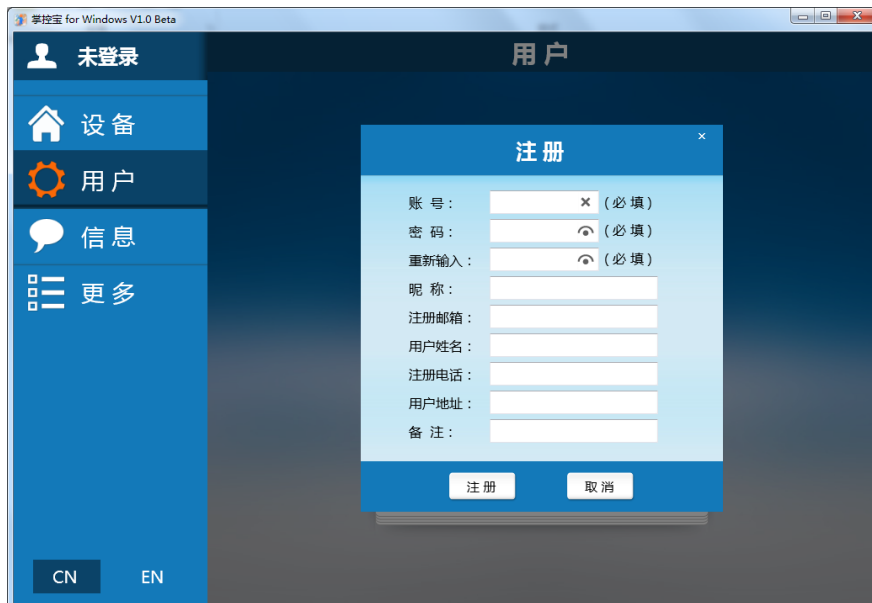 掌控宝 for Windows V1.0 Beta
未登录
用户
设备
用户
信息
更多
CN EN
注册
×
账 号： (必 填)
密 码： (必 填)
重新输入： (必 填)
昵 称：
注册邮箱：
用户姓名：
注册电话：
用户地址：
备 注：
注 册 取 消